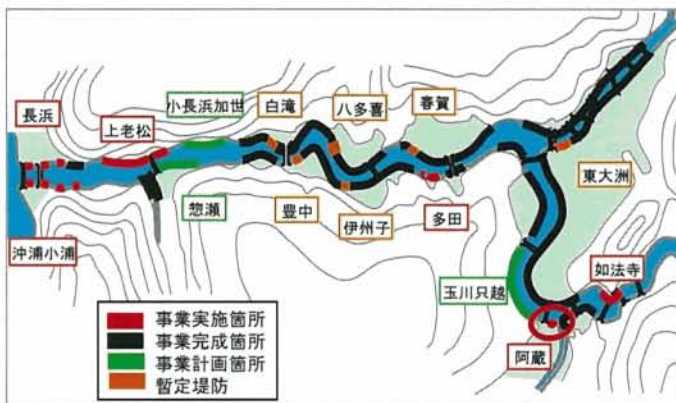 長浜
上老松
小長浜加世
白滝
八多喜
春賀
東大洲
沖浦小浦
惣瀬
豊中
伊州子
多田
玉川只越
如法寺
阿蔵
事業実施箇所
事業完成箇所
事業計画箇所
暫定堤防